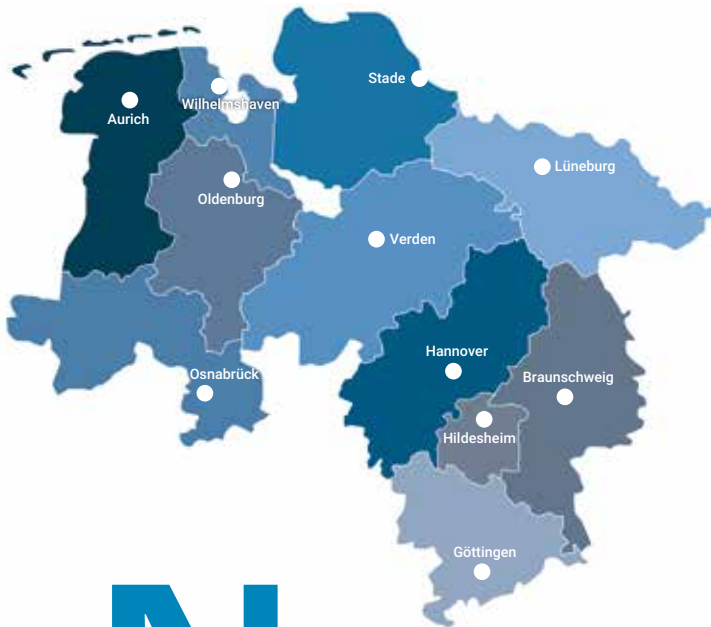 Stade
Wilhelmshaven
Aurich
Lüneburg
Oldenburg
Verden
Hannover
Osnabrück
Braunschweig
Hildesheim
Göttingen
N